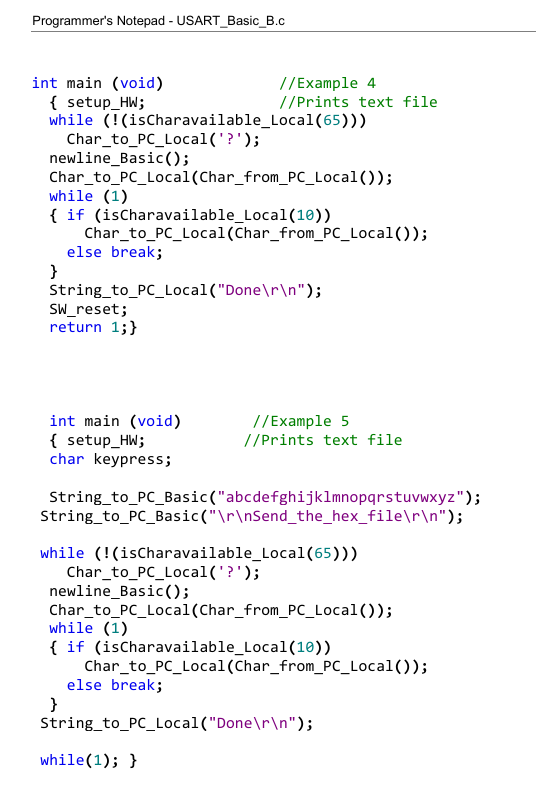 Programmer's Notepad - USART_Basic_B.c
int main (void) //Example 4
{ setup_HW; //Prints text file
while (!(isCharavailable_Local(65)))
Char_to_PC_Local('?');
newline_Basic();
Char_to_PC_Local(Char_from_PC_Local());
while (1)
{ if (isCharavailable_Local(10))
Char_to_PC_Local(Char_from_PC_Local());
else break;
}
String_to_PC_Local("Done\r\n");
SW_reset;
return 1;}
int main (void) //Example 5
{ setup_HW; //Prints text file
char keypress;
String_to_PC_Basic("abcdefghijklmnopqrstuvwxyz");
String_to_PC_Basic("\r\nSend_the_hex_file\r\n");
while (!(isCharavailable_Local(65)))
Char_to_PC_Local('?');
newline_Basic();
Char_to_PC_Local(Char_from_PC_Local());
while (1)
{ if (isCharavailable_Local(10))
Char_to_PC_Local(Char_from_PC_Local());
else break;
}
String_to_PC_Local("Done\r\n");
while(1); }